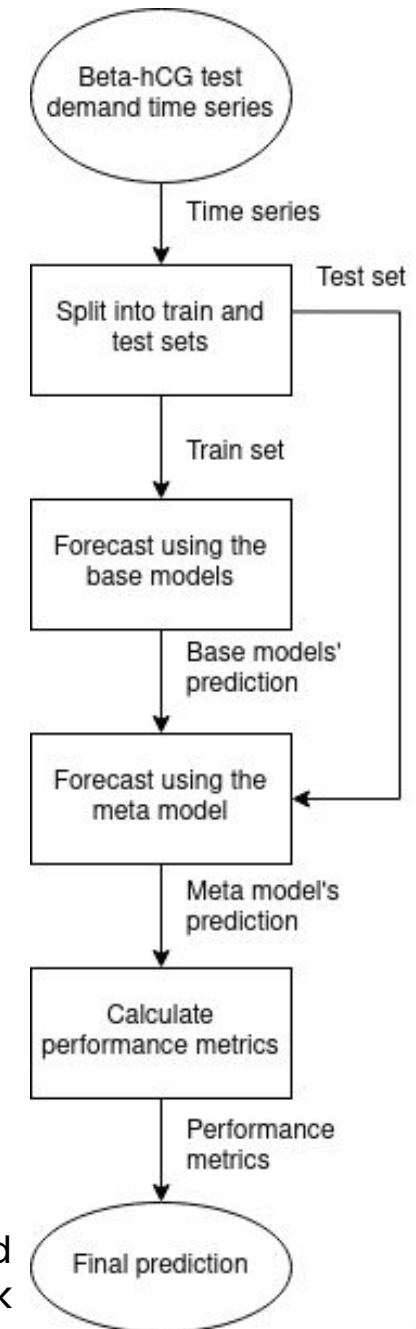 Beta-hCG test
demand time series
Time series
Test set
Split into train and
test sets
Train set
Forecast using the
base models
Base models'
prediction
Forecast using the
meta model
Meta model's
prediction
Calculate
performance metrics
Performance
metrics
Final prediction